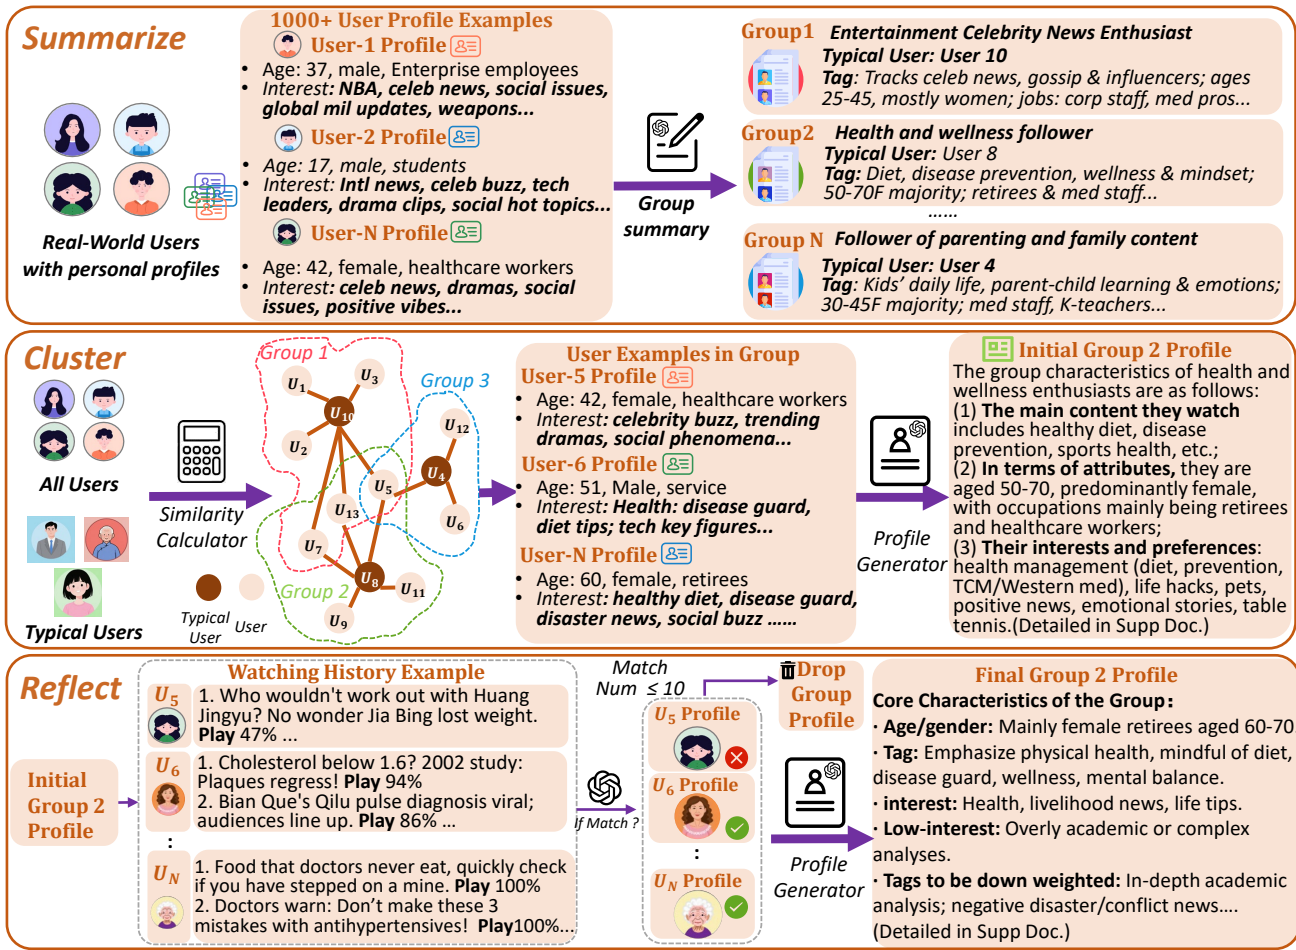 Summarize
Real-World Users
with personal profiles
1000+ User Profile Examples
User-1 Profile
• Age: 37, male, Enterprise employees
• Interest: NBA, celeb news, social issues,
global mil updates, weapons...
User-2 Profile
• Age: 17, male, students
• Interest: Intl news, celeb buzz, tech
leaders, drama clips, social hot topics...
User-N Profile
• Age: 42, female, healthcare workers
• Interest: celeb news, dramas, social
issues, positive vibes...
Group
summary
Group1 Entertainment Celebrity News Enthusiast
Typical User: User 10
Tag: Tracks celeb news, gossip & influencers; ages
25-45, mostly women; jobs: corp staff, med pros...
Group2 Health and wellness follower
Typical User: User 8
Tag: Diet, disease prevention, wellness & mindset;
50-70F majority; retirees & med staff...
......
Group N Follower of parenting and family content
Typical User: User 4
Tag: Kids' daily life, parent-child learning & emotions;
30-45F majority; med staff, K-teachers...
Cluster
All Users
Typical Users
Similarity
Calculator
Typical
User
User
Group 1
Group 3
Group 2
U1
U3
U10
U2
U12
U4
U5
U13
U6
U7
U8
U11
U9
User Examples in Group
User-5 Profile
• Age: 42, female, healthcare workers
• Interest: celebrity buzz, trending
dramas, social phenomena...
User-6 Profile
• Age: 51, Male, service
• Interest: Health: disease guard,
diet tips; tech key figures...
User-N Profile
• Age: 60, female, retirees
• Interest: healthy diet, disease guard,
disaster news, social buzz ......
Profile
Generator
Initial Group 2 Profile
The group characteristics of health and
wellness enthusiasts are as follows:
(1) The main content they watch
includes healthy diet, disease
prevention, sports health, etc.;
(2) In terms of attributes, they are
aged 50-70, predominantly female,
with occupations mainly being retirees
and healthcare workers;
(3) Their interests and preferences:
health management (diet, prevention,
TCM/Western med), life hacks, pets,
positive news, emotional stories, table
tennis.(Detailed in Supp Doc.)
Reflect
Initial
Group 2
Profile
Watching History Example
U5
1. Who wouldn't work out with Huang
Jingyu? No wonder Jia Bing lost weight.
Play 47% ...
U6
1. Cholesterol below 1.6? 2002 study:
Plaques regress! Play 94%
2. Bian Que's Qilu pulse diagnosis viral;
audiences line up. Play 86% ...
:
UN
1. Food that doctors never eat, quickly check
if you have stepped on a mine. Play 100%
2. Doctors warn: Don't make these 3
mistakes with antihypertensives! Play100%...
If Match ?
Match
Num ≤ 10
U5 Profile
U6 Profile
:
UN Profile
Drop
Group
Profile
Profile
Generator
Final Group 2 Profile
Core Characteristics of the Group:
· Age/gender: Mainly female retirees aged 60-70.
· Tag: Emphasize physical health, mindful of diet,
disease guard, wellness, mental balance.
· interest: Health, livelihood news, life tips.
· Low-interest: Overly academic or complex
analyses.
· Tags to be down weighted: In-depth academic
analysis; negative disaster/conflict news....
(Detailed in Supp Doc.)